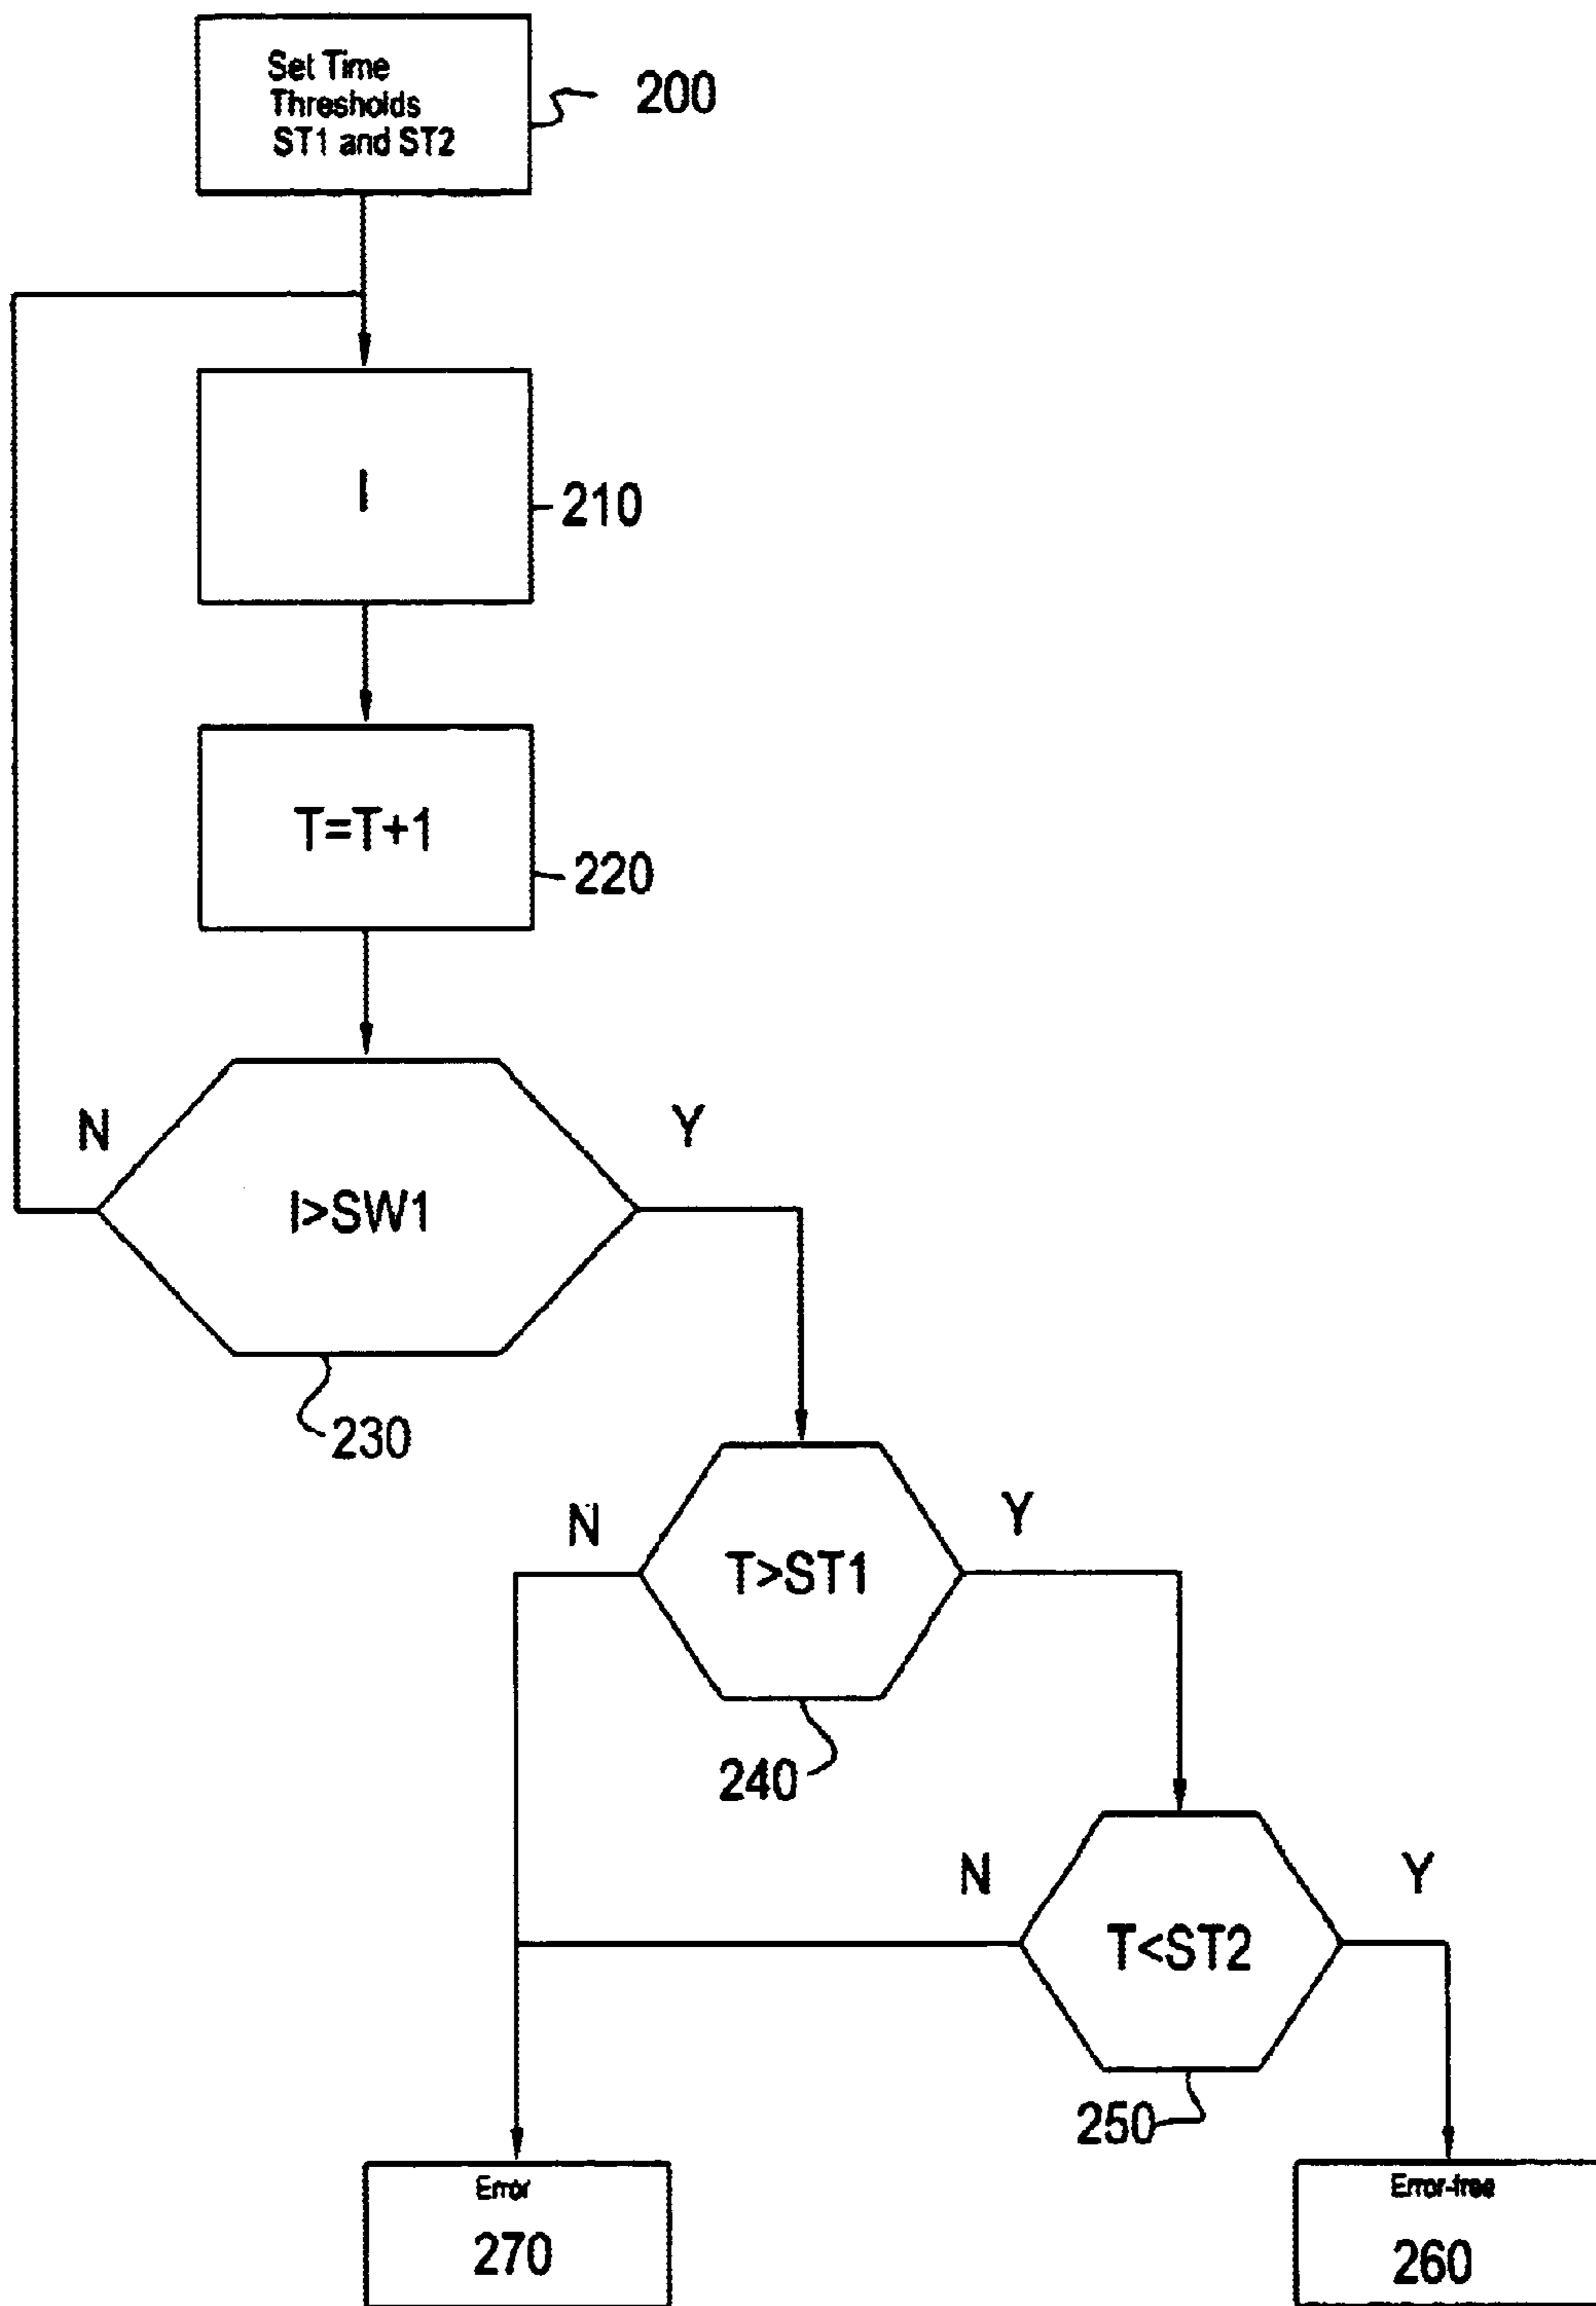 Set Time
Thresholds
ST1 and ST2
200
I
210
T=T+1
220
N
Y
I>SW1
230
N
Y
T>ST1
240
N
Y
T<ST2
250
Error
270
Error-free
260